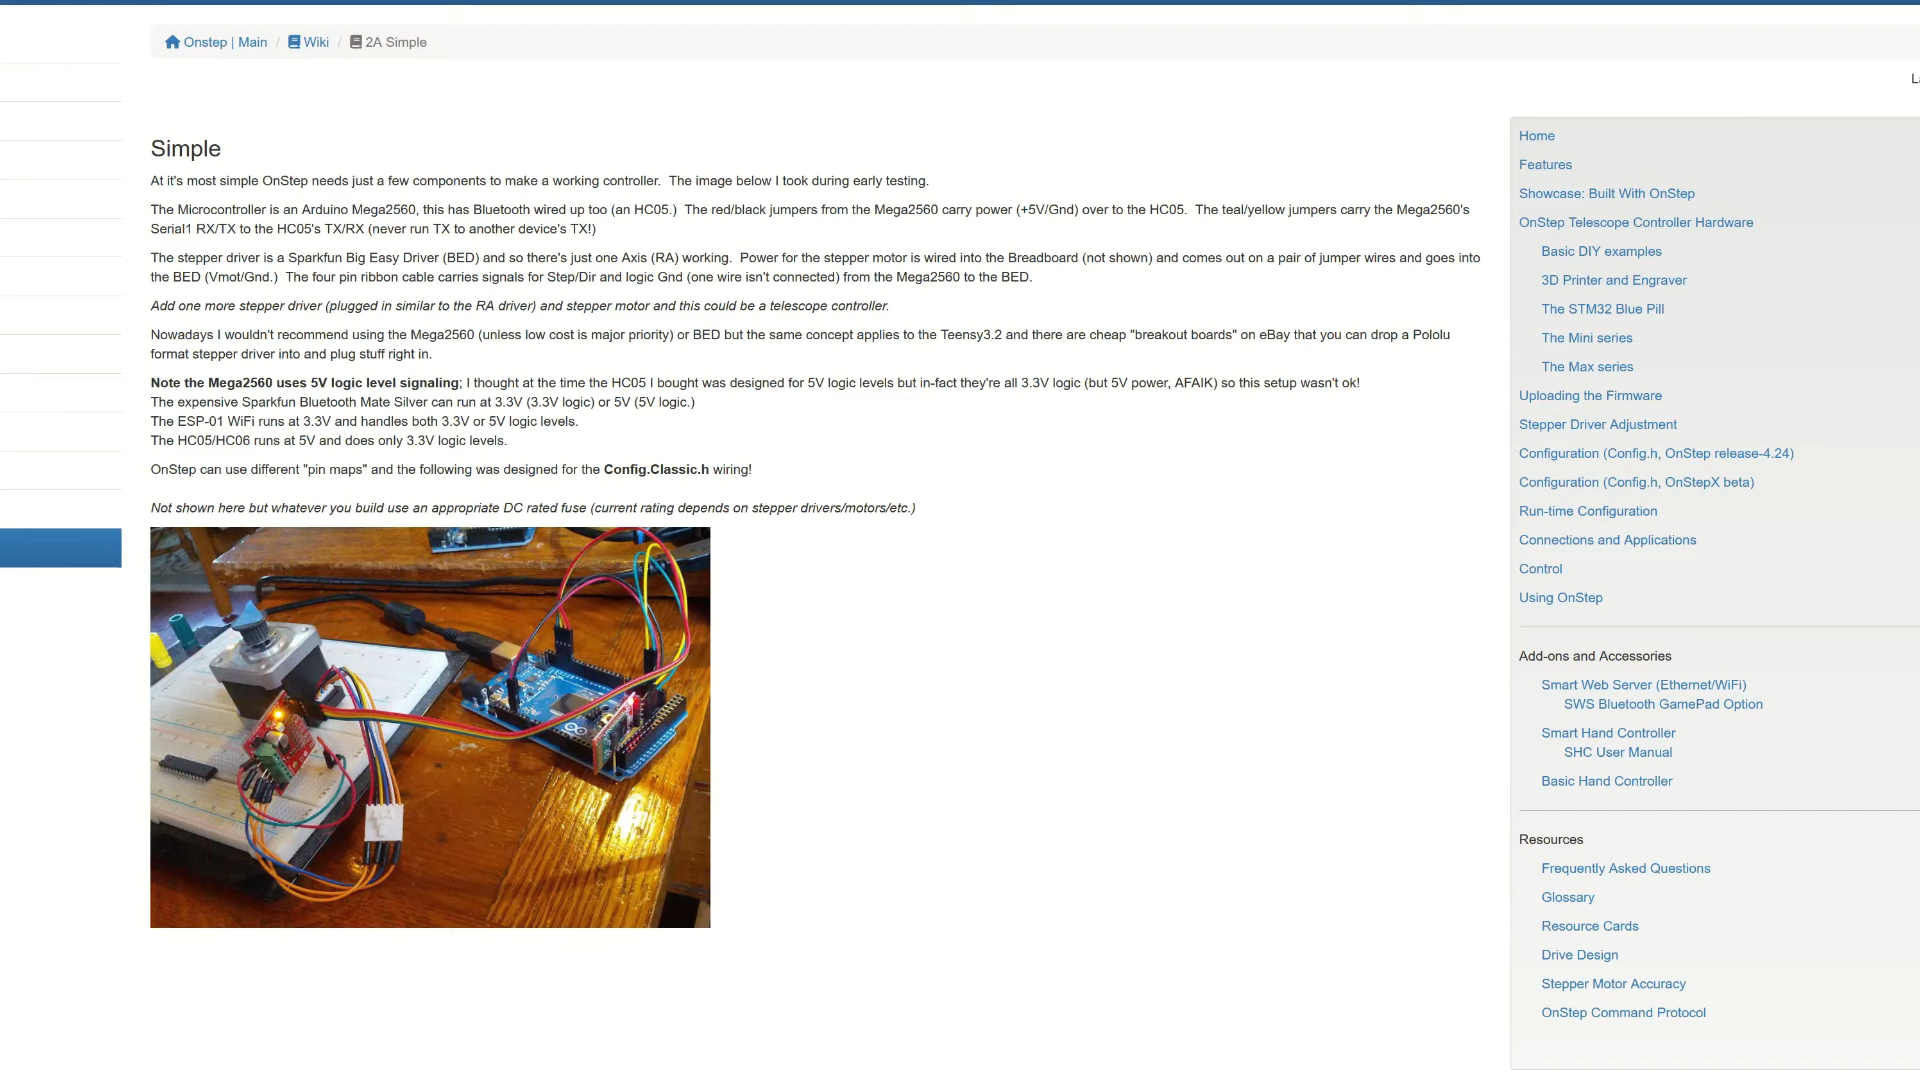 Onstep | Main / Wiki / 2A Simple
Simple
At it's most simple OnStep needs just a few components to make a working controller.  The image below I took during early testing.
The Microcontroller is an Arduino Mega2560, this has Bluetooth wired up too (an HC05.)  The red/black jumpers from the Mega2560 carry power (+5V/Gnd) over to the HC05.  The teal/yellow jumpers carry the Mega2560's
Serial1 RX/TX to the HC05's TX/RX (never run TX to another device's TX!)
The stepper driver is a Sparkfun Big Easy Driver (BED) and so there's just one Axis (RA) working.  Power for the stepper motor is wired into the Breadboard (not shown) and comes out on a pair of jumper wires and goes into
the BED (Vmot/Gnd.)  The four pin ribbon cable carries signals for Step/Dir and logic Gnd (one wire isn't connected) from the Mega2560 to the BED.
Add one more stepper driver (plugged in similar to the RA driver) and stepper motor and this could be a telescope controller.
Nowadays I wouldn't recommend using the Mega2560 (unless low cost is major priority) or BED but the same concept applies to the Teensy3.2 and there are cheap "breakout boards" on eBay that you can drop a Pololu
format stepper driver into and plug stuff right in.
Note the Mega2560 uses 5V logic level signaling; I thought at the time the HC05 I bought was designed for 5V logic levels but in-fact they're all 3.3V logic (but 5V power, AFAIK) so this setup wasn't ok!
The expensive Sparkfun Bluetooth Mate Silver can run at 3.3V (3.3V logic) or 5V (5V logic.)
The ESP-01 WiFi runs at 3.3V and handles both 3.3V or 5V logic levels.
The HC05/HC06 runs at 5V and does only 3.3V logic levels.
OnStep can use different "pin maps" and the following was designed for the Config.Classic.h wiring!
Not shown here but whatever you build use an appropriate DC rated fuse (current rating depends on stepper drivers/motors/etc.)
Home
Features
Showcase: Built With OnStep
OnStep Telescope Controller Hardware
Basic DIY examples
3D Printer and Engraver
The STM32 Blue Pill
The Mini series
The Max series
Uploading the Firmware
Stepper Driver Adjustment
Configuration (Config.h, OnStep release-4.24)
Configuration (Config.h, OnStepX beta)
Run-time Configuration
Connections and Applications
Control
Using OnStep
Add-ons and Accessories
Smart Web Server (Ethernet/WiFi)
SWS Bluetooth GamePad Option
Smart Hand Controller
SHC User Manual
Basic Hand Controller
Resources
Frequently Asked Questions
Glossary
Resource Cards
Drive Design
Stepper Motor Accuracy
OnStep Command Protocol